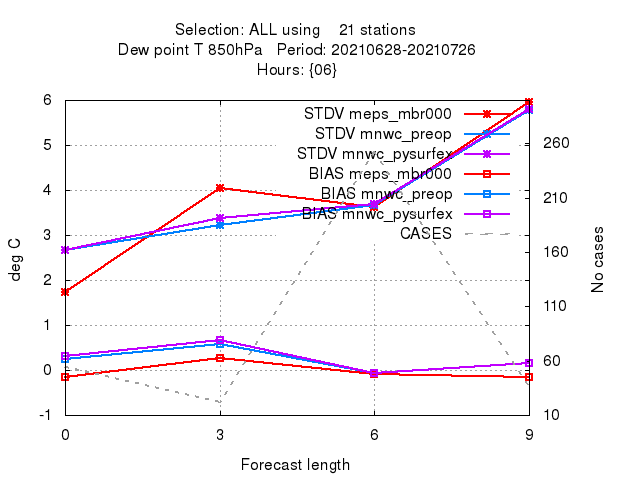 Selection: ALL using 21 stations
Dew point T 850hPa Period: 20210628-20210726
Hours: {06}
STDV meps_mbr000
STDV mnwc_preop
STDV mnwc_pysurfex
BIAS meps_mbr000
BIAS mnwc_preop
BIAS mnwc_pysurfex
CASES
6
5
4
3
2
1
0
-1
deg C
260
210
160
110
60
10
No cases
0 3 6 9
Forecast length